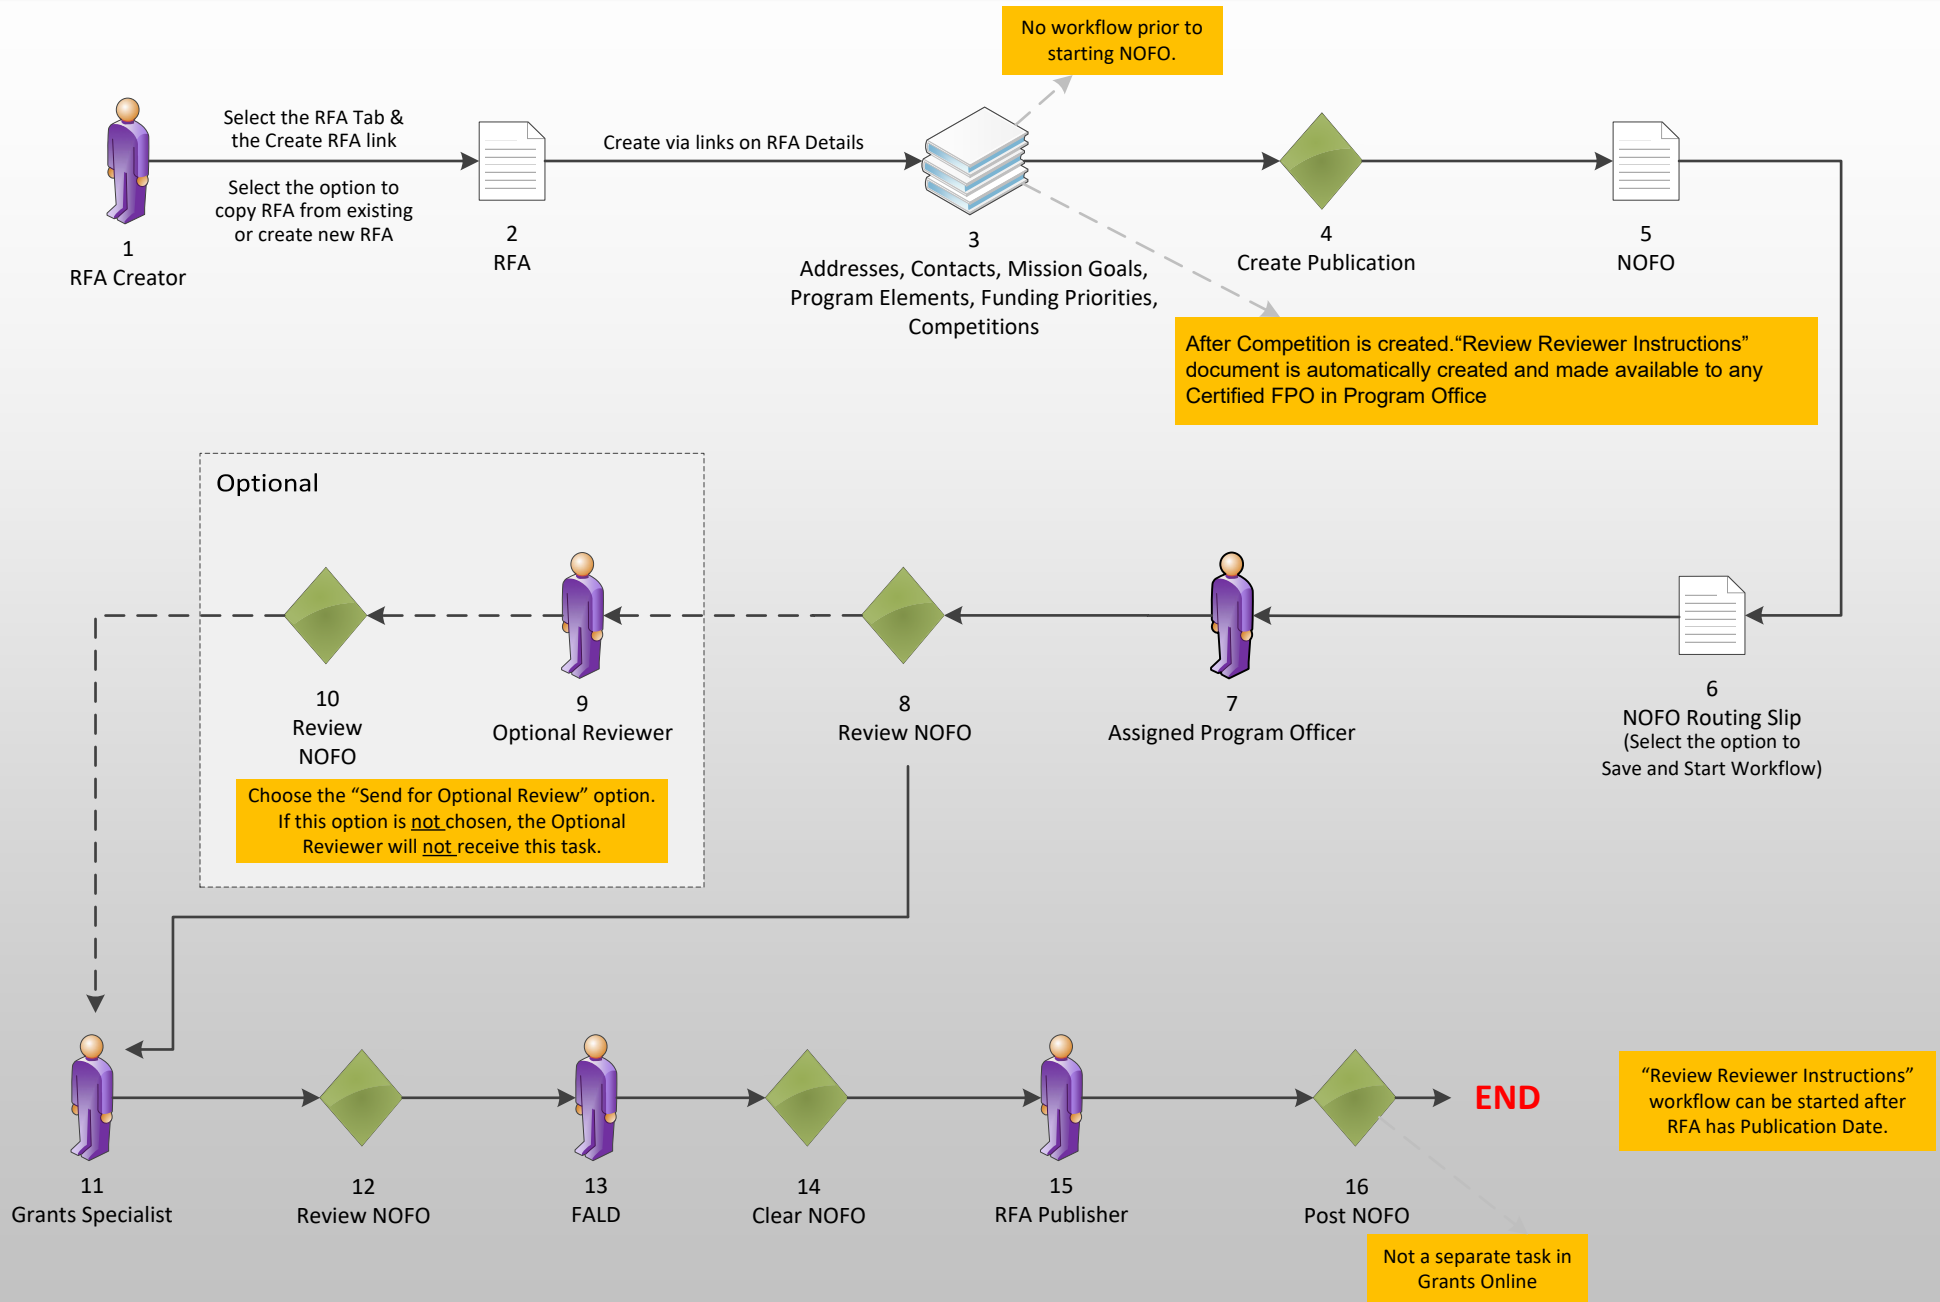 No workflow prior to
starting NOFO.
Select the RFA Tab &
the Create RFA link
Select the option to
copy RFA from existing
or create new RFA
Create via links on RFA Details
1
RFA Creator
2
RFA
3
Addresses, Contacts, Mission Goals,
Program Elements, Funding Priorities,
Competitions
4
Create Publication
5
NOFO
After Competition is created.“Review Reviewer Instructions”
document is automatically created and made available to any
Certified FPO in Program Office
Optional
10
Review
NOFO
9
Optional Reviewer
8
Review NOFO
7
Assigned Program Officer
6
NOFO Routing Slip
(Select the option to
Save and Start Workflow)
Choose the “Send for Optional Review” option.
If this option is not chosen, the Optional
Reviewer will not receive this task.
END
“Review Reviewer Instructions”
workflow can be started after
RFA has Publication Date.
11
Grants Specialist
12
Review NOFO
13
FALD
14
Clear NOFO
15
RFA Publisher
16
Post NOFO
Not a separate task in
Grants Online